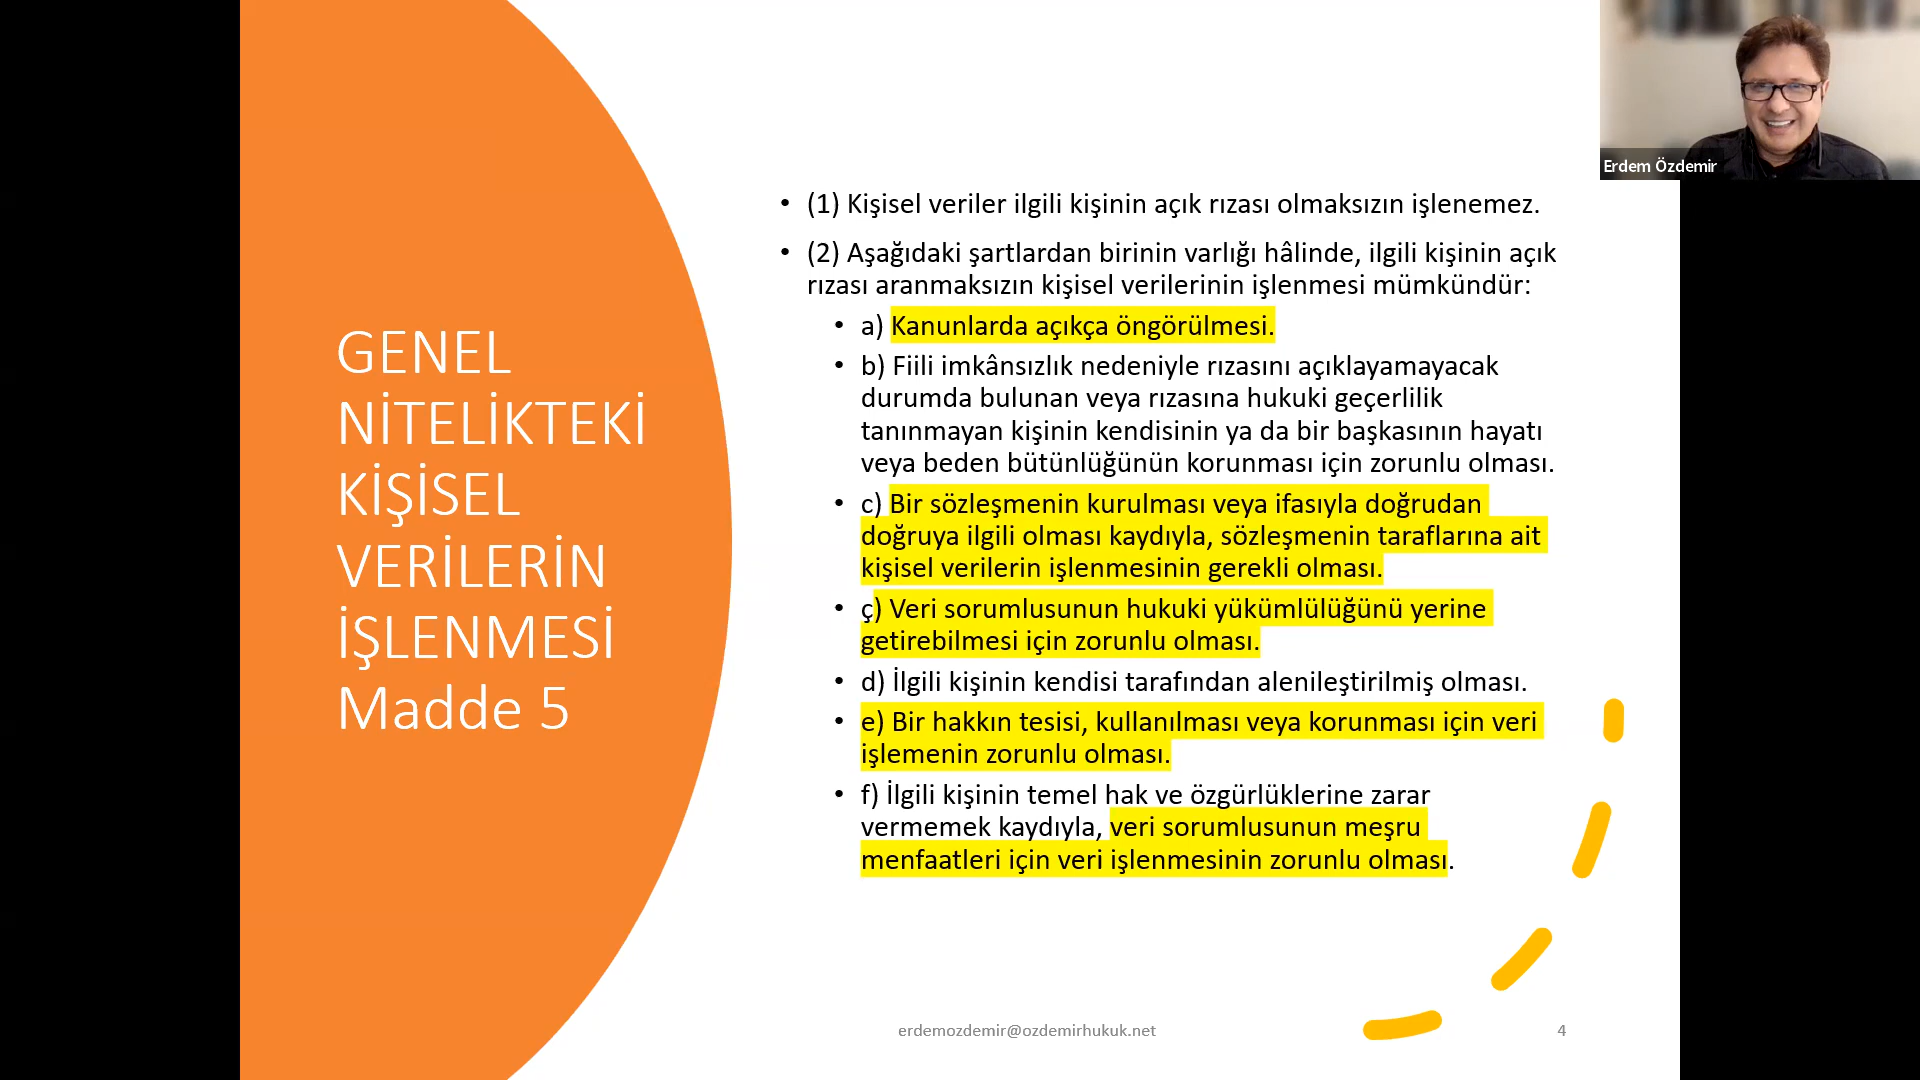 GENEL
NİTELİKTEKİ
KİŞİSEL
VERİLERİN
İŞLENMESİ
Madde 5
• (1) Kişisel veriler ilgili kişinin açık rızası olmaksızın işlenemez.
• (2) Aşağıdaki şartlardan birinin varlığı hâlinde, ilgili kişinin açık
rızası aranmaksızın kişisel verilerinin işlenmesi mümkündür:
• a) Kanunlarda açıkça öngörülmesi.
• b) Fiili imkânsızlık nedeniyle rızasını açıklayamayacak
durumda bulunan veya rızasına hukuki geçerlilik
tanınmayan kişinin kendisinin ya da bir başkasının hayatı
veya beden bütünlüğünün korunması için zorunlu olması.
• c) Bir sözleşmenin kurulması veya ifasıyla doğrudan
doğruya ilgili olması kaydıyla, sözleşmenin taraflarına ait
kişisel verilerin işlenmesinin gerekli olması.
• ç) Veri sorumlusunun hukuki yükümlülüğünü yerine
getirebilmesi için zorunlu olması.
• d) İlgili kişinin kendisi tarafından alenileştirilmiş olması.
• e) Bir hakkın tesisi, kullanılması veya korunması için veri
işlemenin zorunlu olması.
• f) İlgili kişinin temel hak ve özgürlüklerine zarar
vermemek kaydıyla, veri sorumlusunun meşru
menfaatleri için veri işlenmesinin zorunlu olması.
erdemozdemir@ozdemirhukuk.net
4
Erdem Özdemir